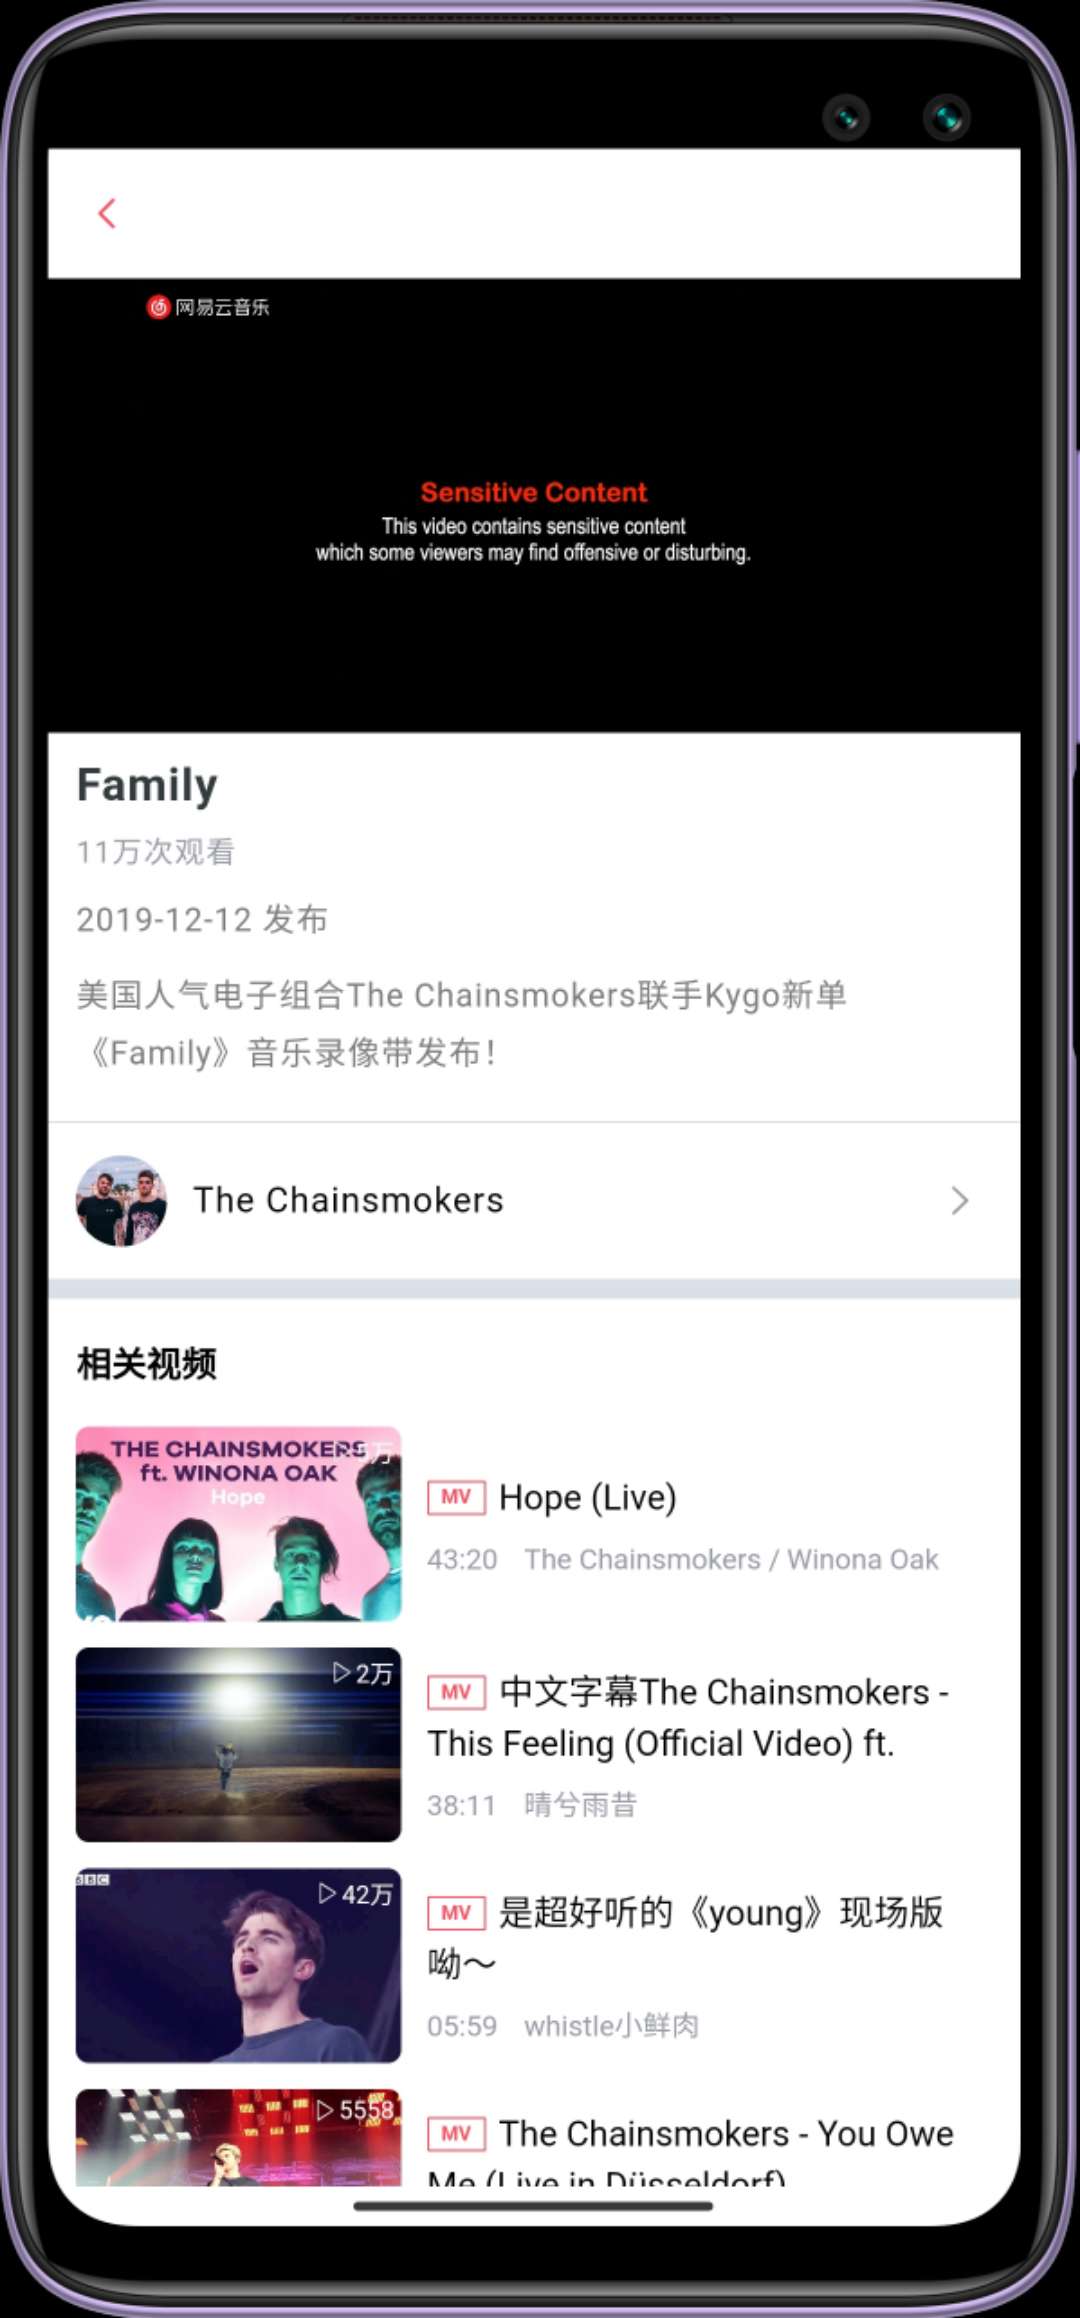 网易云音乐
Sensitive Content
This video contains sensitive content
which some viewers may find offensive or disturbing.
Family
11万次观看
2019-12-12 发布
美国人气电子组合The Chainsmokers联手Kygo新单
《Family》音乐录像带发布！
The Chainsmokers
相关视频
THE CHAINSMOKERS
ft. WINONA OAK
Hope
MV Hope (Live)
43:20 The Chainsmokers / Winona Oak
2万
MV 中文字幕The Chainsmokers -
This Feeling (Official Video) ft.
38:11 晴兮雨昔
BBC
42万
MV 是超好听的《young》现场版
呦～
05:59 whistle小鲜肉
5558
MV The Chainsmokers - You Owe
Me (Live in Düsseldorf)